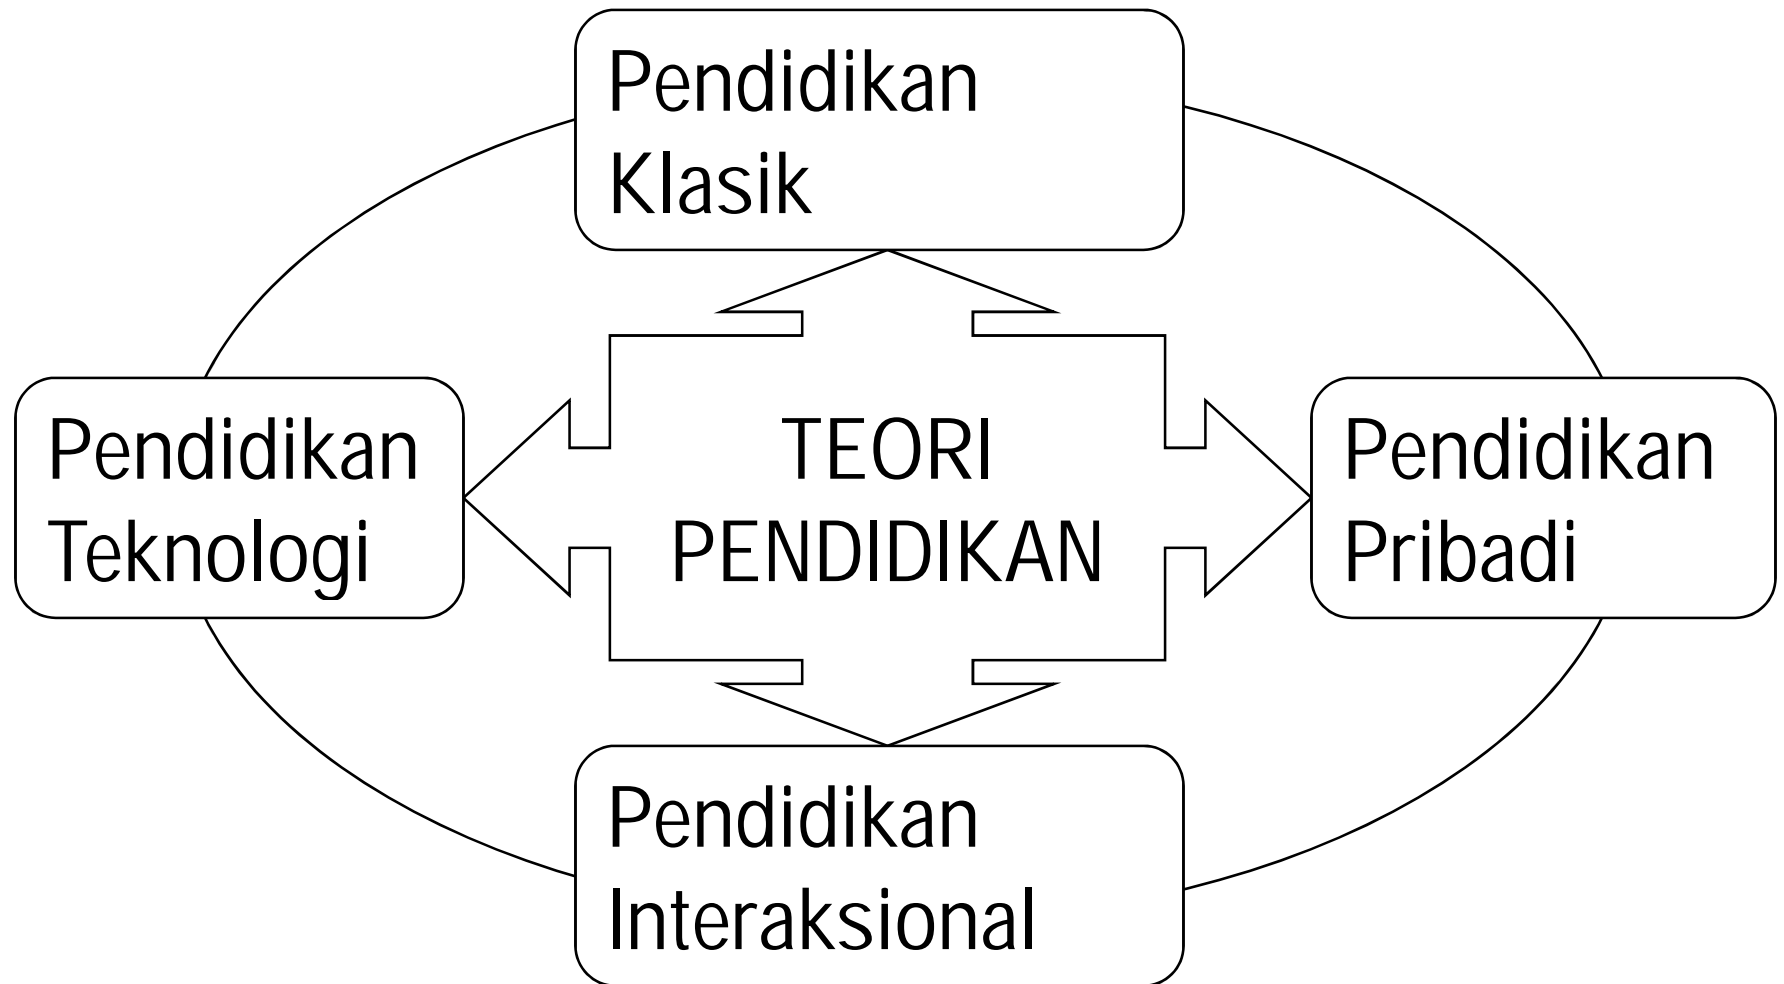 Pendidikan
Klasik
Pendidikan
Teknologi
TEORI
PENDIDIKAN
Pendidikan
Pribadi
Pendidikan
Interaksional